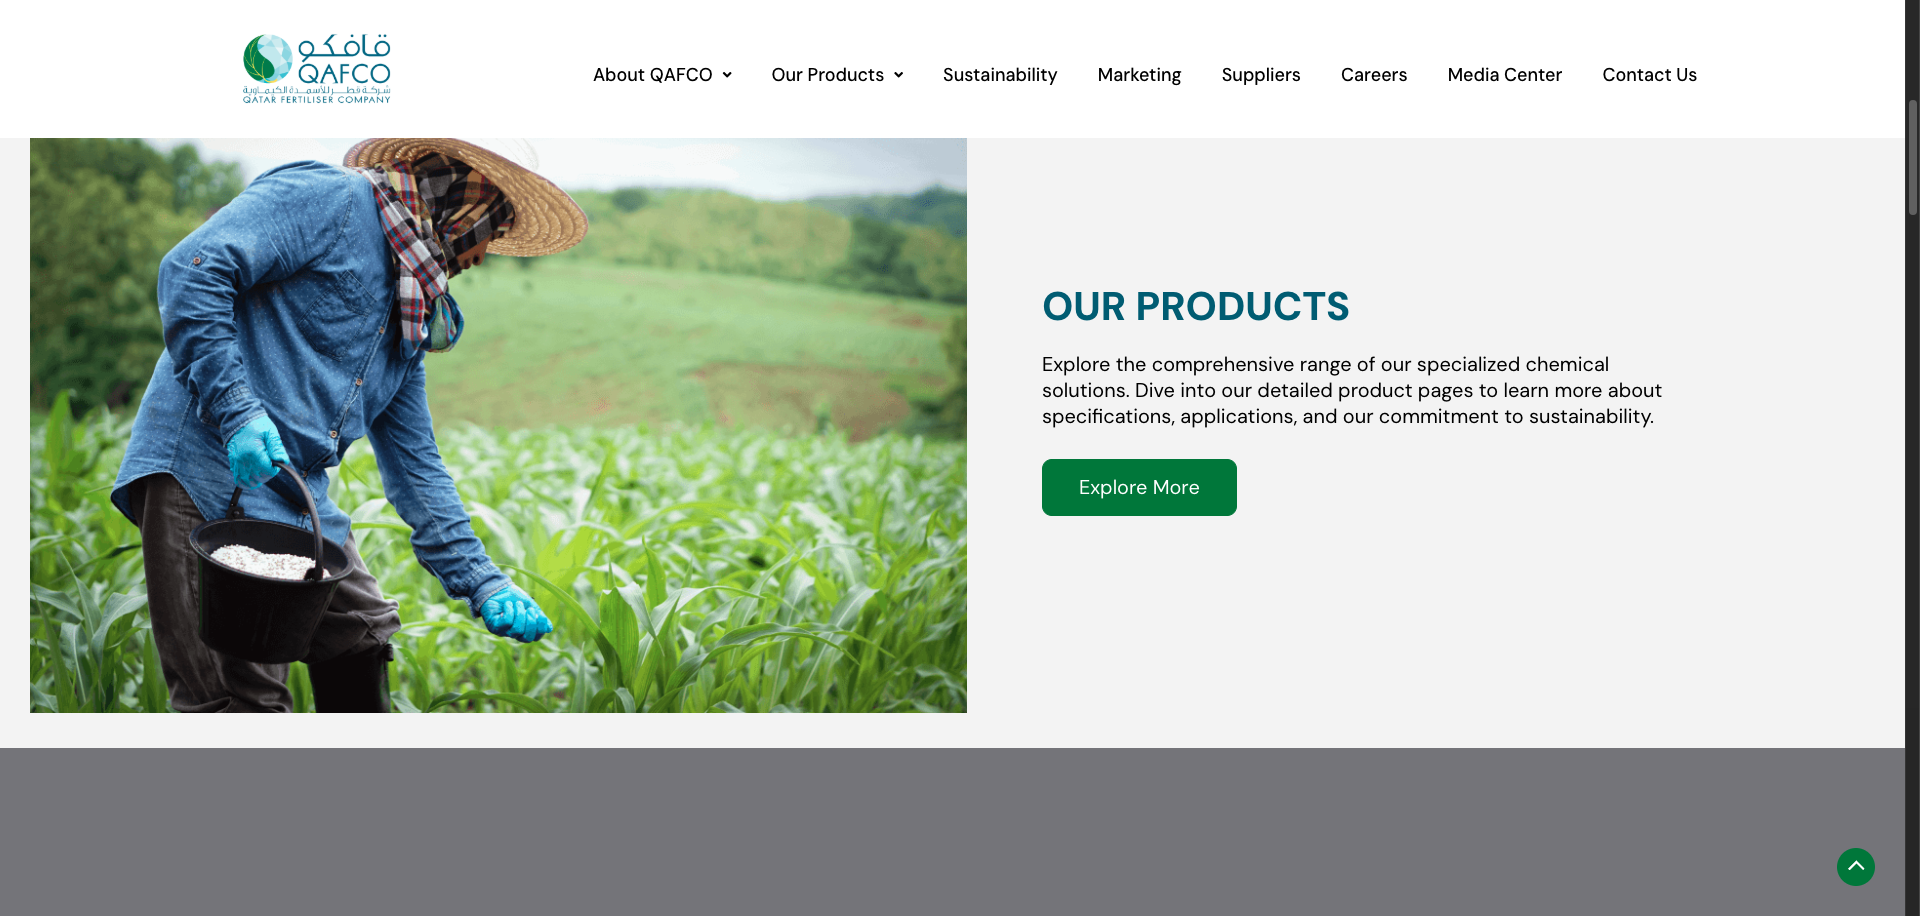 قافكو
QAFCO
شركة قطر للأسمدة الكيماوية
QATAR FERTILISER COMPANY
About QAFCO
Our Products
Sustainability
Marketing
Suppliers
Careers
Media Center
Contact Us
OUR PRODUCTS
Explore the comprehensive range of our specialized chemical
solutions. Dive into our detailed product pages to learn more about
specifications, applications, and our commitment to sustainability.
Explore More